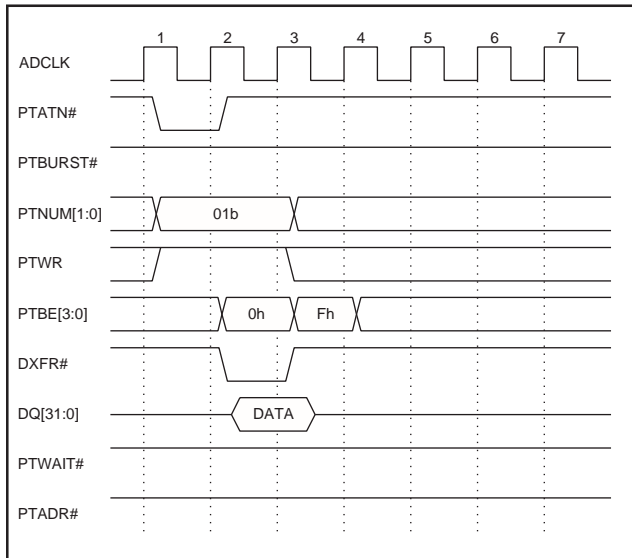 1 2 3 4 5 6 7
ADCLK
PTATN#
PTBURST#
PTNUM[1:0] 01b
PTWR
PTBE[3:0] 0h Fh
DXFR#
DQ[31:0] DATA
PTWAIT#
PTADR#